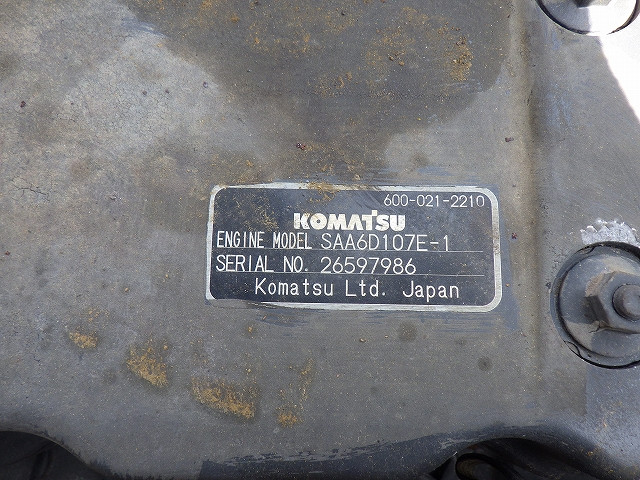 600-021-2210
KOMATSU
ENGINE MODEL SAA6D107E-1
SERIAL NO. 26597986
Komatsu Ltd. Japan